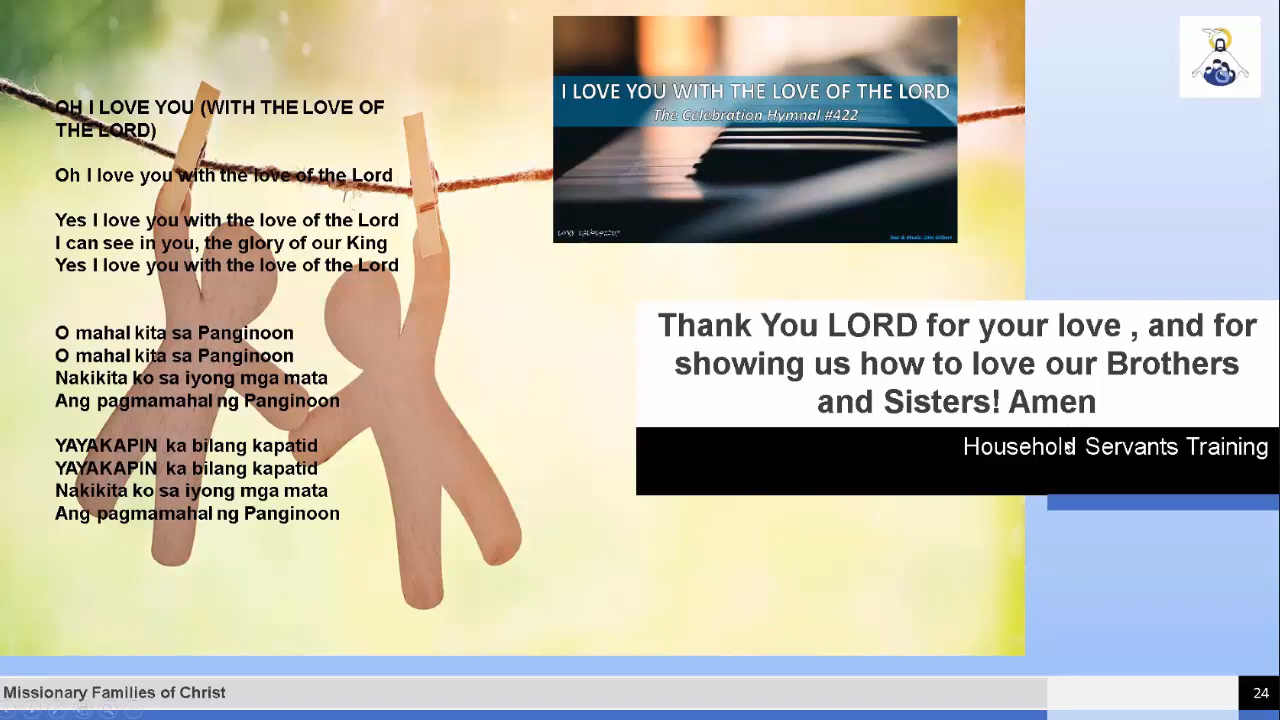 OH I LOVE YOU (WITH THE LOVE OF
THE LORD)
Oh I love you with the love of the Lord
Yes I love you with the love of the Lord
I can see in you, the glory of our King
Yes I love you with the love of the Lord
O mahal kita sa Panginoon
O mahal kita sa Panginoon
Nakikita ko sa iyong mga mata
Ang pagmamahal ng Panginoon
YAYAKAPIN ka bilang kapatid
YAYAKAPIN ka bilang kapatid
Nakikita ko sa iyong mga mata
Ang pagmamahal ng Panginoon
I LOVE YOU WITH THE LOVE OF THE LORD
The Celebration Hymnal #422
Thank You LORD for your love , and for
showing us how to love our Brothers
and Sisters! Amen
Household Servants Training
Missionary Families of Christ
24